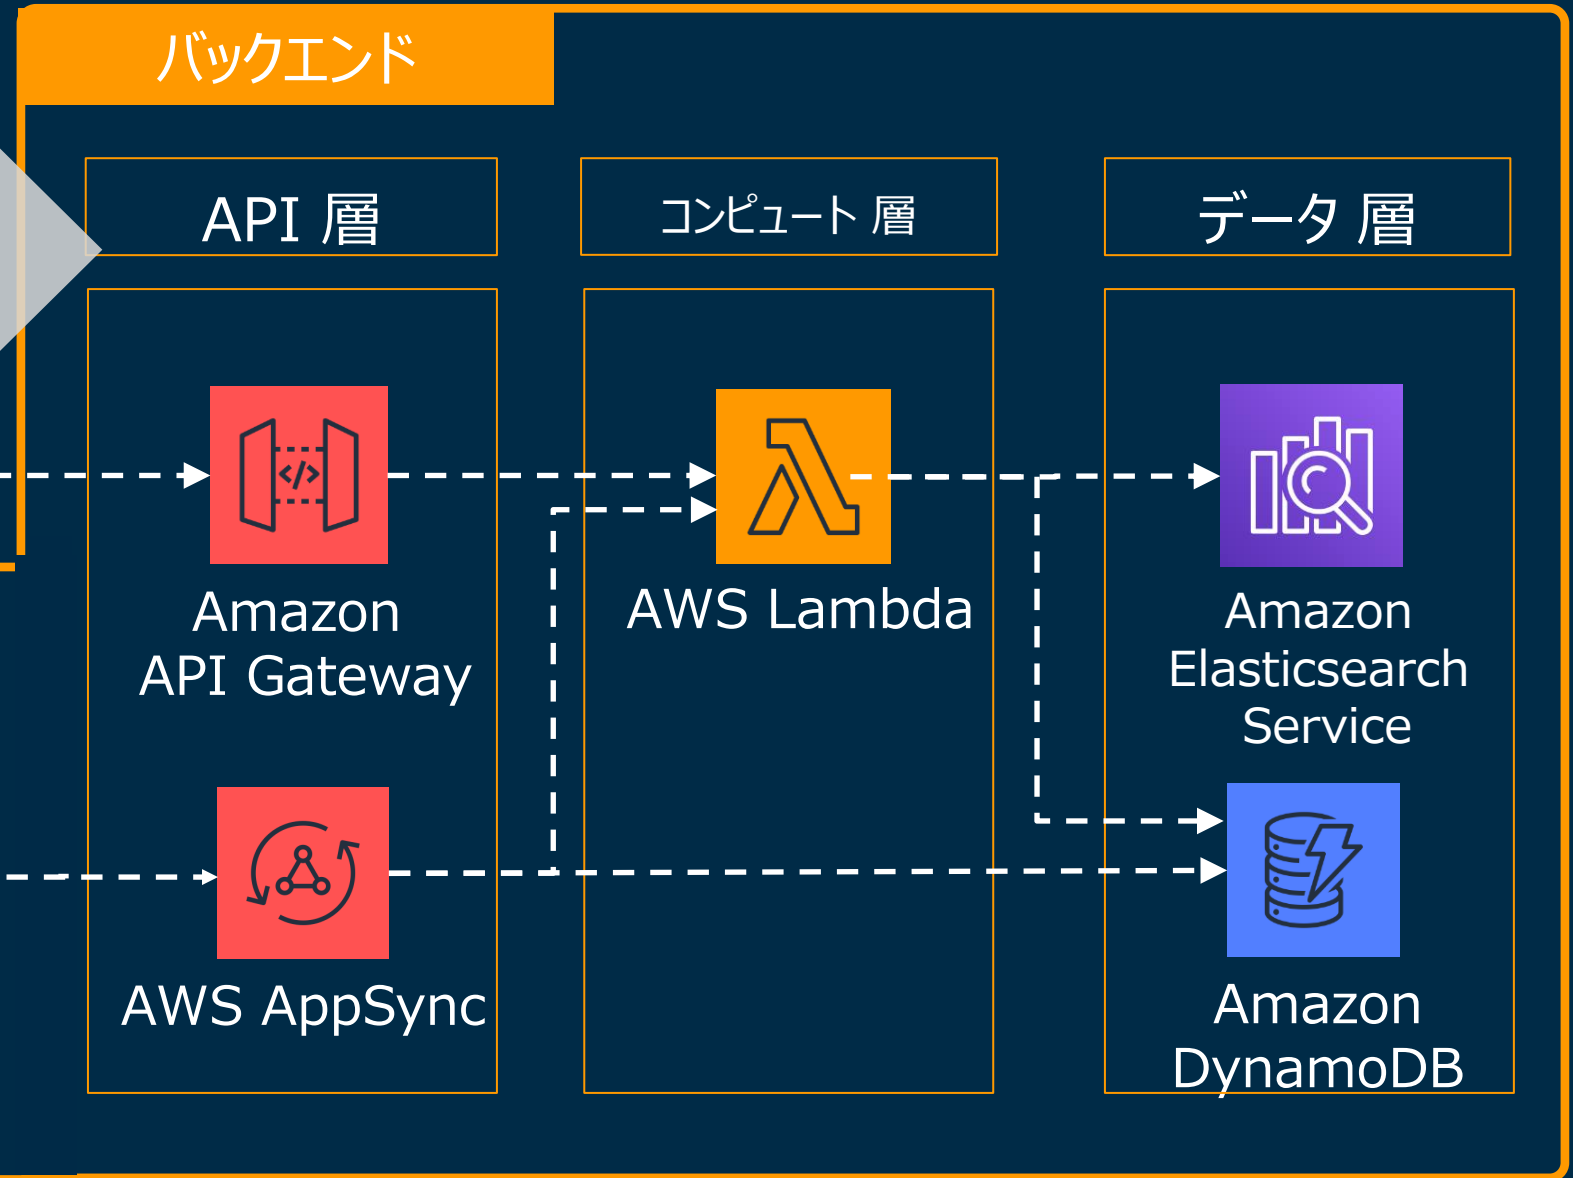 バックエンド
API 層
コンピュート 層
データ 層
</>
Amazon
API Gateway
AWS AppSync
AWS Lambda
Amazon
Elasticsearch
Service
Amazon
DynamoDB